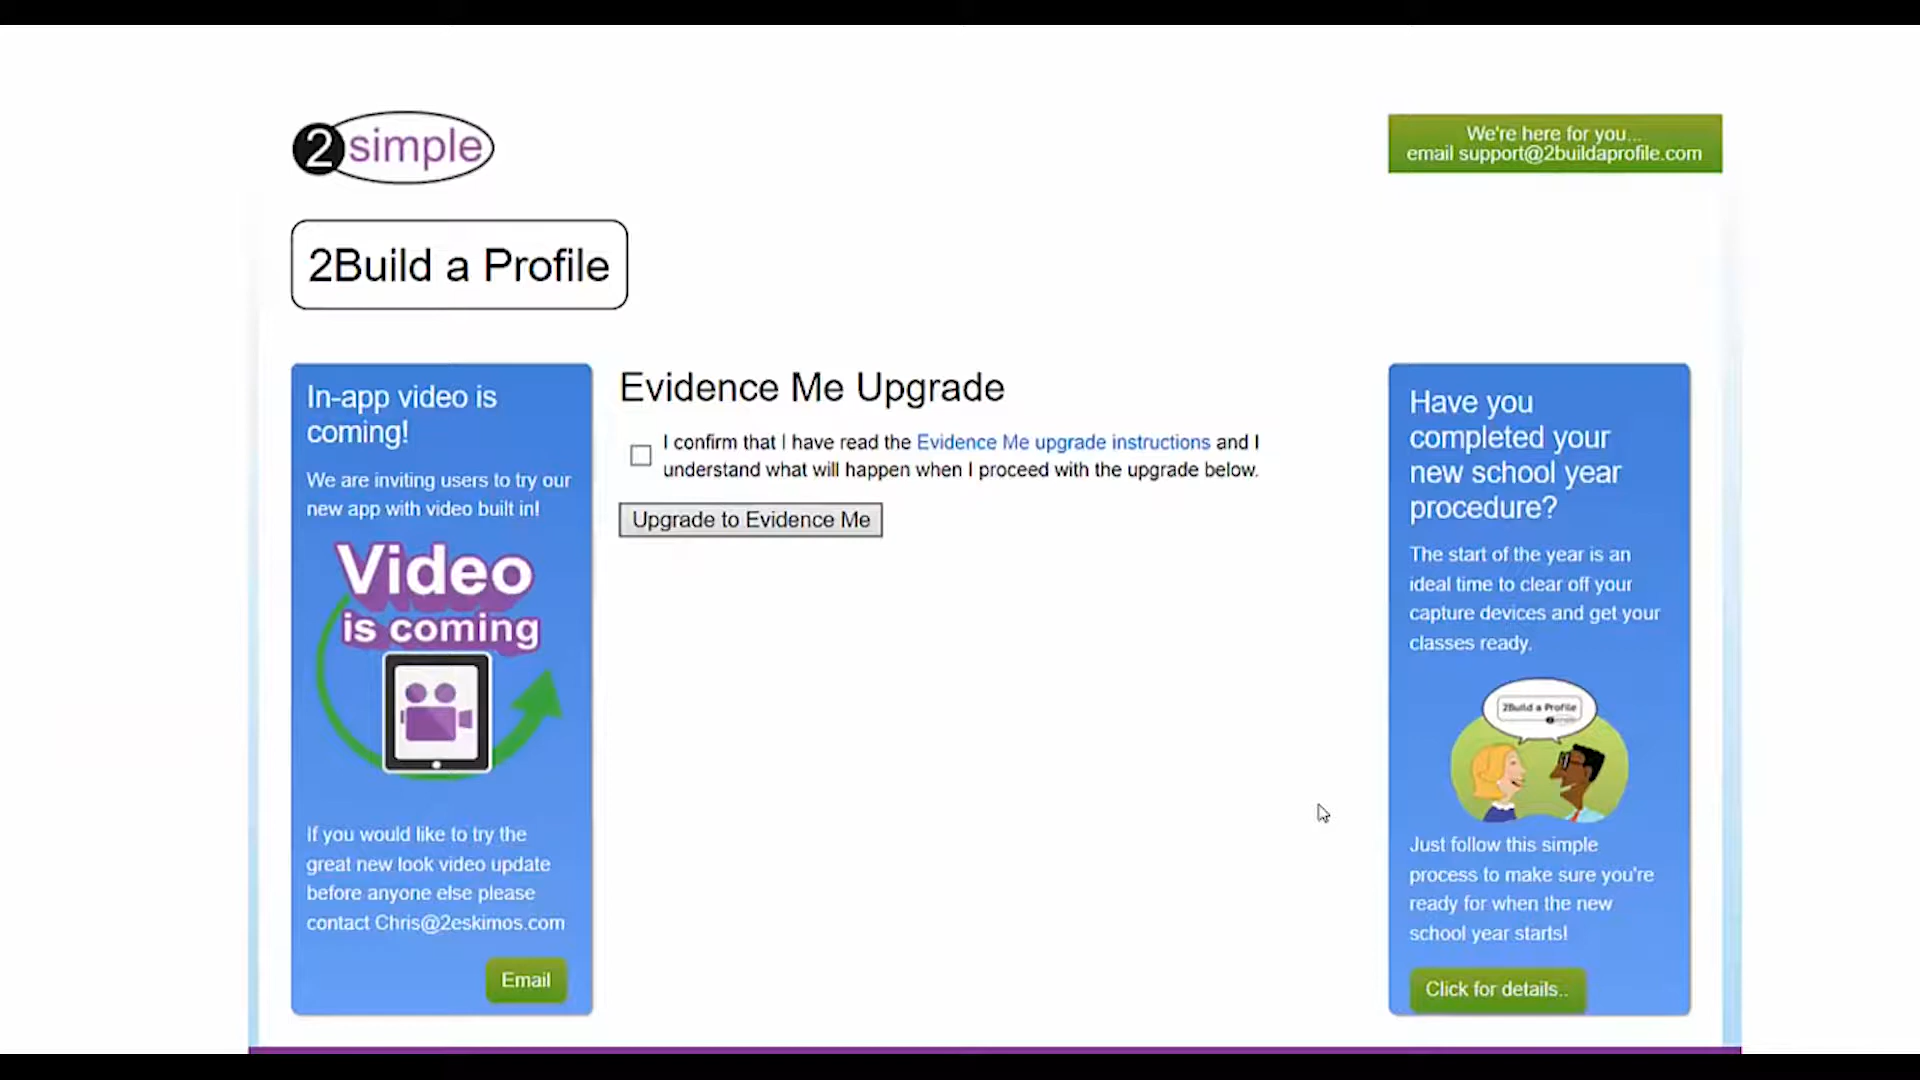 2simple
We're here for you...
email support@2buildaprofile.com
2Build a Profile
In-app video is
coming!
We are inviting users to try our
new app with video built in!
Video
is coming
If you would like to try the
great new look video update
before anyone else please
contact Chris@2eskimos.com
Email
Evidence Me Upgrade
I confirm that I have read the Evidence Me upgrade instructions and I
understand what will happen when I proceed with the upgrade below.
Upgrade to Evidence Me
Have you
completed your
new school year
procedure?
The start of the year is an
ideal time to clear off your
capture devices and get your
classes ready.
2Build a Profile
Just follow this simple
process to make sure you're
ready for when the new
school year starts!
Click for details..